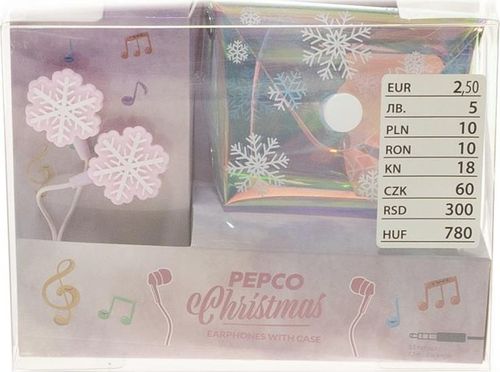 EUR 2,50
ЛВ. 5
PLN 10
RON 10
KN 18
CZK 60
RSD 300
HUF 780
PEPCO
Christmas
EARPHONES WITH CASE